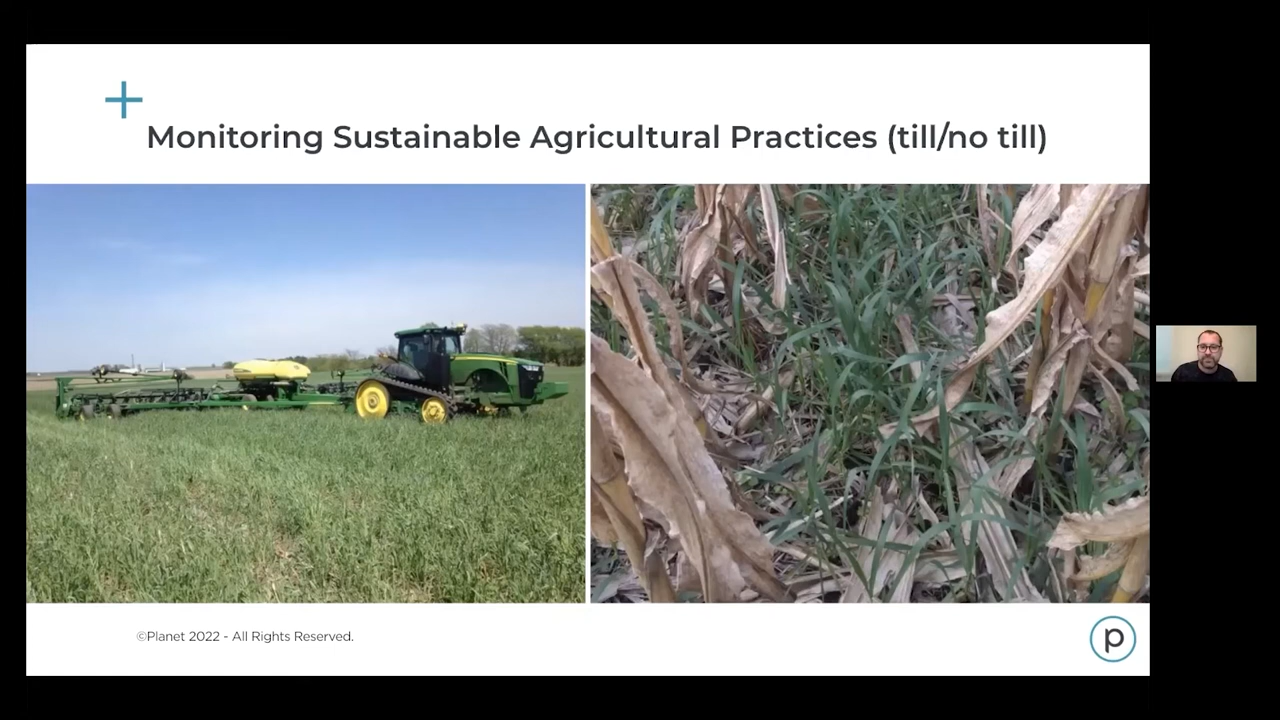 Monitoring Sustainable Agricultural Practices (till/no till)
©Planet 2022 - All Rights Reserved.
p